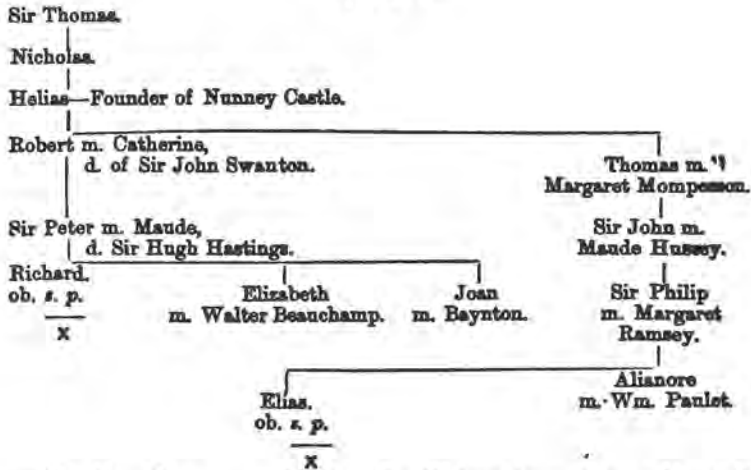 Sir Thomas.
Nicholas.
Helias—Founder of Nunney Castle.
Robert m. Catherine,
d. of Sir John Swanton.
Thomas m.
Margaret Mompesson.
Sir Peter m. Maude,
d. Sir Hugh Hastings.
Sir John m.
Maude Hussey.
Richard.
ob. s. p.
x
Elizabeth
m. Walter Beauchamp.
Joan
m. Baynton.
Sir Philip
m. Margaret
Ramsey.
Elias.
ob. s. p.
x
Alianore
m. Wm. Paulet.